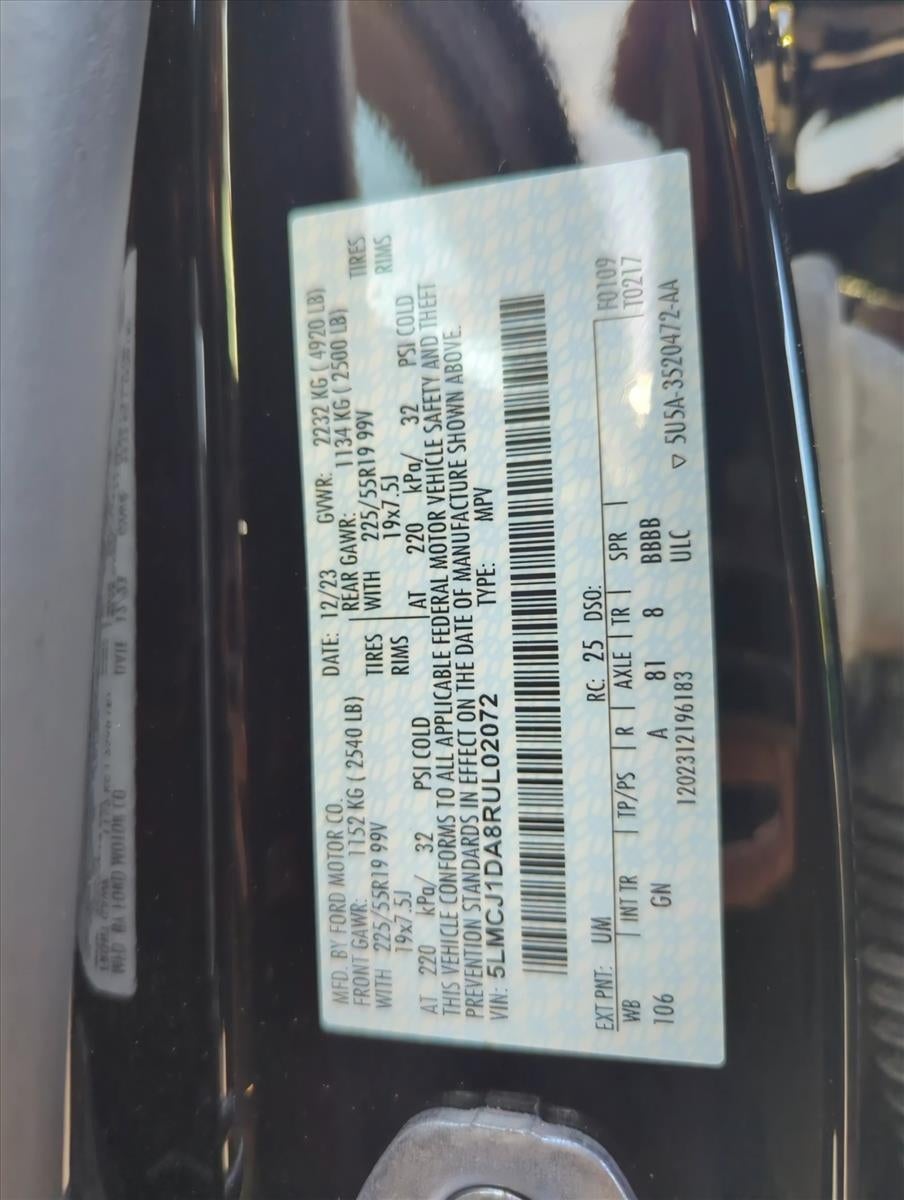 MFD. BY FORD MOTOR CO.
DATE: 12/23 GVWR: 2232 KG ( 4920 LB)
FRONT GAWR: 1152 KG ( 2540 LB) REAR GAWR: 1134 KG ( 2500 LB)
WITH 225/55R19 99V TIRES WITH 225/55R19 99V TIRES
19x7.5J RIMS 19x7.5J RIMS
AT 220 kPa/ 32 PSI COLD AT 220 kPa/ 32 PSI COLD
THIS VEHICLE CONFORMS TO ALL APPLICABLE FEDERAL MOTOR VEHICLE SAFETY AND THEFT
PREVENTION STANDARDS IN EFFECT ON THE DATE OF MANUFACTURE SHOWN ABOVE.
VIN: 5LMCJ1DA8RUL02072 TYPE: MPV
EXT PNT: UM RC: 25 DSO: F0109
WB INT TR TP/PS R AXLE TR SPR T0217
106 GN A 81 8 BBBB
1202312196183 ULC ▽ 5U5A-3520472-AA